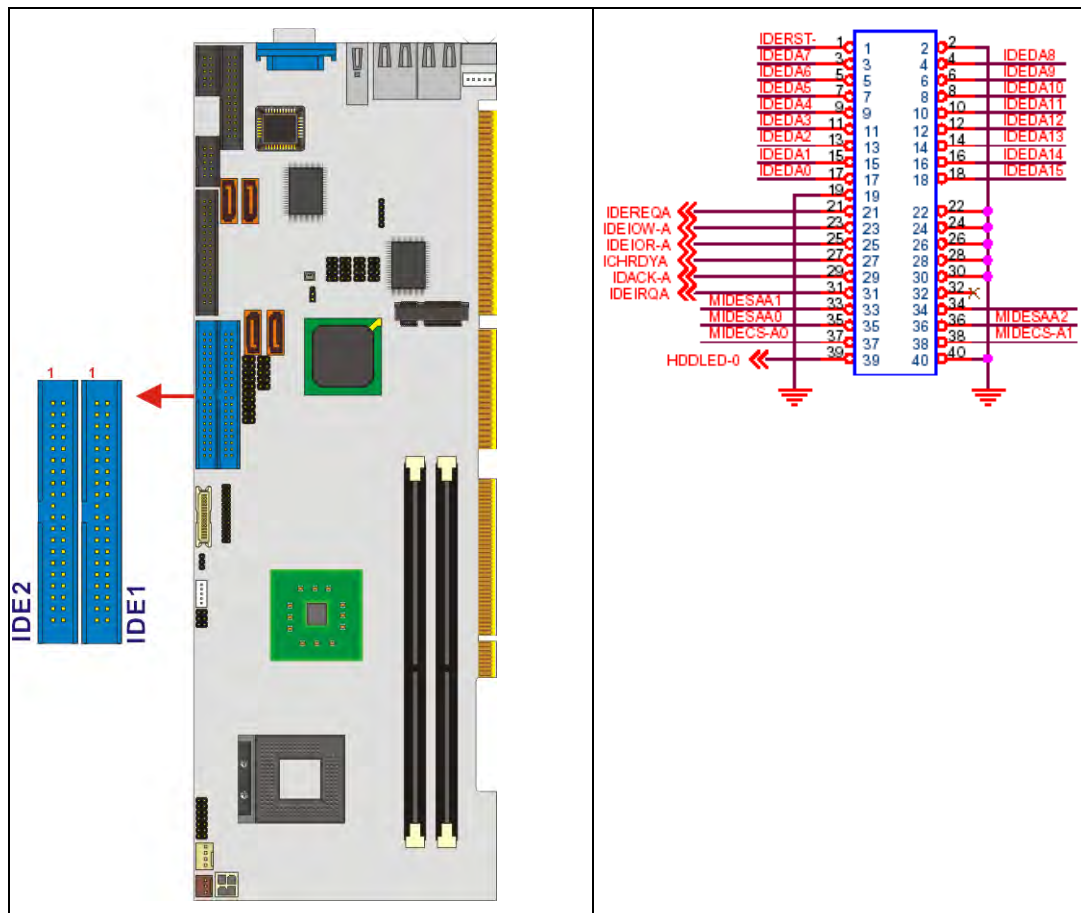 1 1
IDE2
IDE1
IDERST- 1 1 2 2
IDEDA7 3 3 4 4 IDEDA8
IDEDA6 5 5 6 6 IDEDA9
IDEDA5 7 7 8 8 IDEDA10
IDEDA4 9 9 10 10 IDEDA11
IDEDA3 11 11 12 12 IDEDA12
IDEDA2 13 13 14 14 IDEDA13
IDEDA1 15 15 16 16 IDEDA14
IDEDA0 17 17 18 18 IDEDA15
19 19
IDEREQA 21 21 22 22
IDEIOW-A 23 23 24 24
IDEIOR-A 25 25 26 26
ICHRDYA 27 27 28 28
IDACK-A 29 29 30 30
IDEIRQA 31 31 32 32
MIDESAA1 33 33 34 34
MIDESAA0 35 35 36 36 MIDESAA2
MIDECS-A0 37 37 38 38 MIDECS-A1
HDDLED-0 39 39 40 40